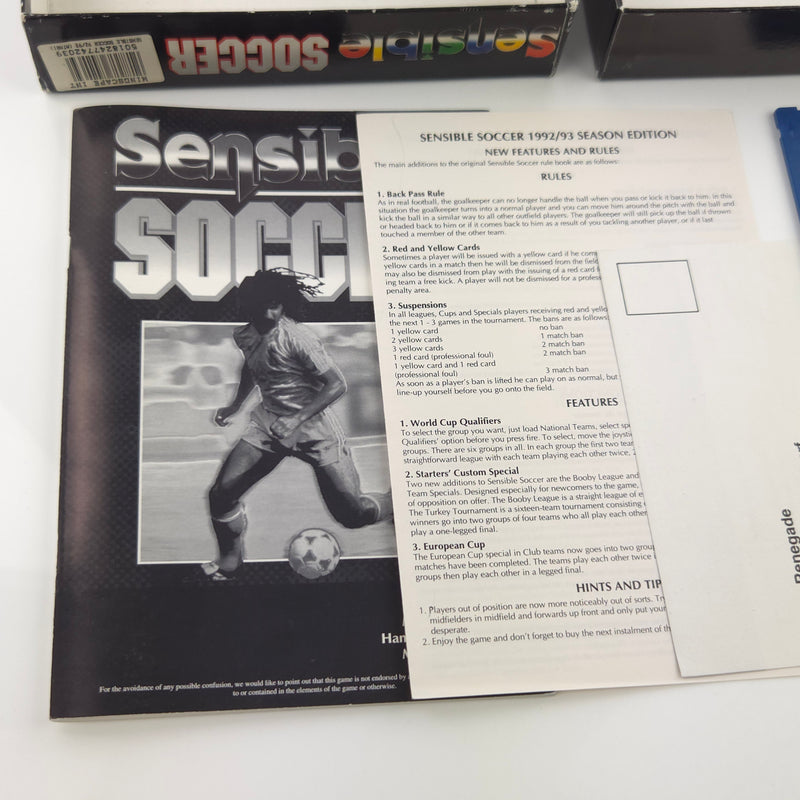 Sensible SOCCER
MINDSCAPE INT
SENSIBLE SOCCER 92/93 (ATARI)
5018247742039
Sensib
SOCCE
For the avoidance of any possible confusion, we would like to point out that this game is not endorsed by
to or contained in the elements of the game or otherwise.
SENSIBLE SOCCER 1992/93 SEASON EDITION
NEW FEATURES AND RULES
The main additions to the original Sensible Soccer rule book are as follows:
RULES
1. Back Pass Rule
As in real football, the goalkeeper can no longer handle the ball when you pass or kick it back to him. In this
situation the goalkeeper turns into a normal player and you can move him around the pitch with the ball and
kick the ball in a similar way to all other outfield players. The goalkeeper will still pick up the ball if thrown
or headed back to him or if it comes back to him as a result of you tackling another player, or if it last
touched a member of the other team.
2. Red and Yellow Cards
Sometimes a player will be issued with a yellow card if he com
yellow cards in a match then he will be dismissed from the field
may also be dismissed from play with the issuing of a red card
ing team a free kick. A player will not be dismissed for a profess
penalty area.
3. Suspensions
In all leagues, Cups and Specials players receiving red and yello
the next 1 - 3 games in the tournament. The bans are as follows
1 yellow card no ban
2 yellow cards 1 match ban
3 yellow cards 2 match ban
1 red card (professional foul) 2 match ban
1 yellow card and 1 red card
(professional foul) 3 match ban
As soon as a player's ban is lifted he can play on as normal, but
line-up yourself before you go onto the field.
FEATURES
1. World Cup Qualifiers
To select the group you want, just load National Teams, select sp
Qualifiers' option before you press fire. To select, move the joysti
groups. There are six groups in all. In each group the first two tea
straightforward league with each team playing each other twice,
2. Starters' Custom Special
Two new additions to Sensible Soccer are the Booby League and
Team Specials. Designed especially for newcomers to the game,
of opposition on offer. The Booby League is a straight league of e
The Turkey Tournament is a sixteen-team tournament consisting
winners go into two groups of four teams who all play each other
play a one-legged final.
3. European Cup
The European Cup special in Club teams now goes into two group
matches have been completed. The teams play each other twice
groups then play each other in a legged final.
HINTS AND TIP
1. Players out of position are now more noticeably out of sorts. Tr
midfielders in midfield and forwards up front and only put your
desperate.
2. Enjoy the game and don't forget to buy the next instalment of th
Renegade